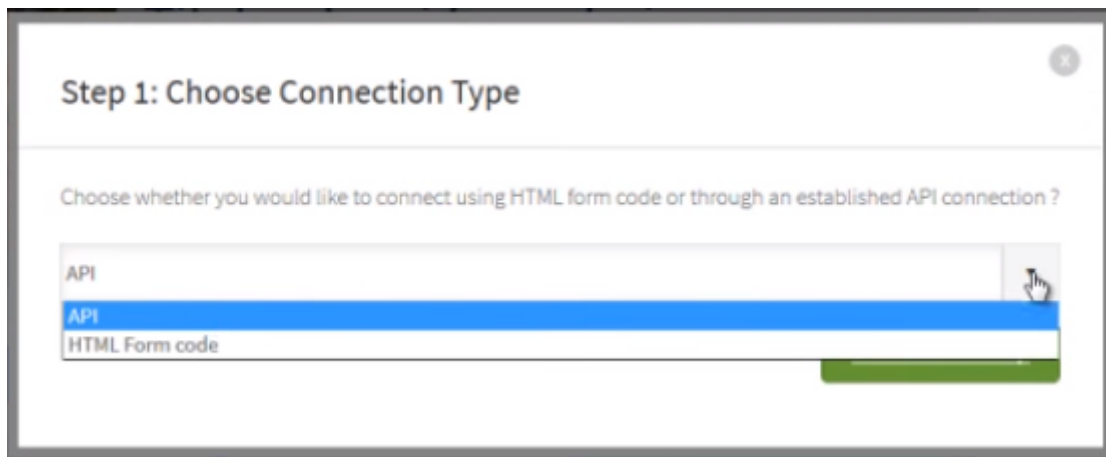 Step 1: Choose Connection Type
Choose whether you would like to connect using HTML form code or through an established API connection ?
API
API
HTML Form code